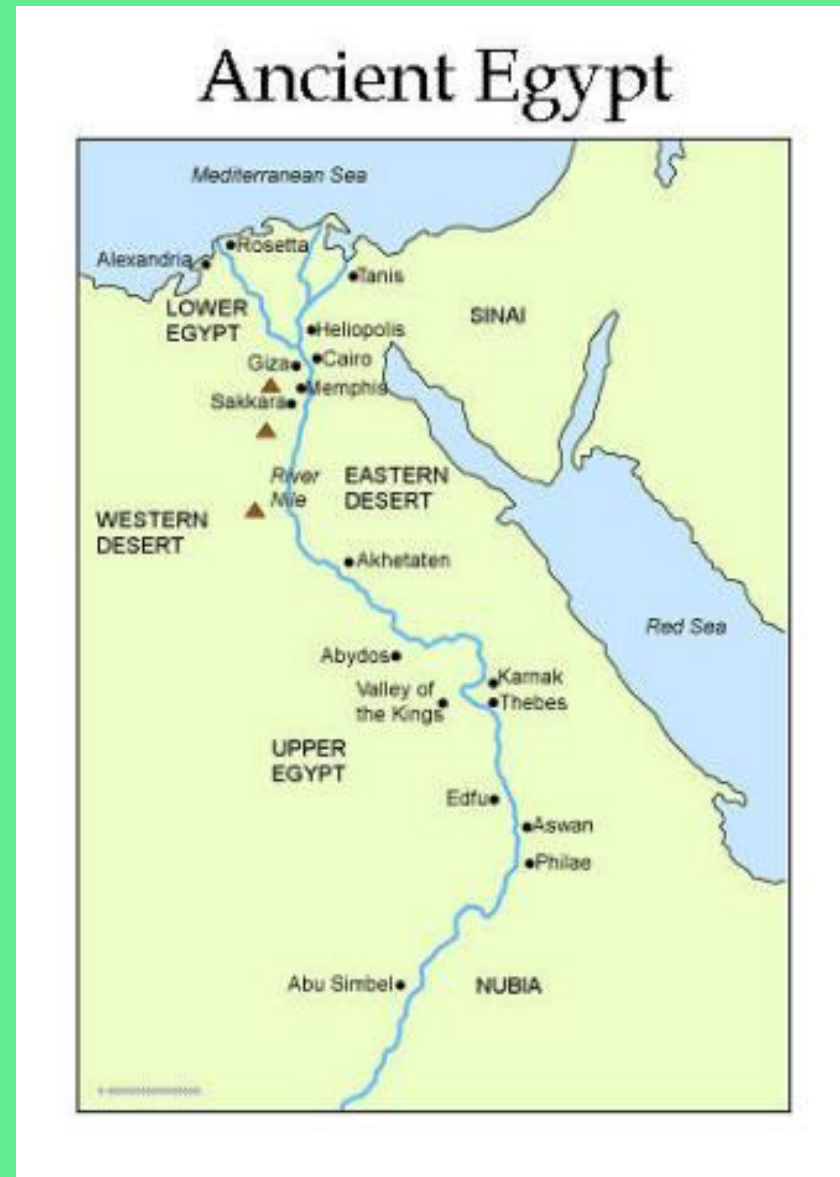 Ancient Egypt
Mediterranean Sea
Rosetta
Alexandria
Tanis
LOWER
EGYPT
SINAI
Heliopolis
Cairo
Giza
Memphis
Sakkara
River
Nile
EASTERN
DESERT
WESTERN
DESERT
Akhetaten
Red Sea
Abydos
Karnak
Valley of
the Kings
Thebes
UPPER
EGYPT
Edfu
Aswan
Philae
Abu Simbel
NUBIA